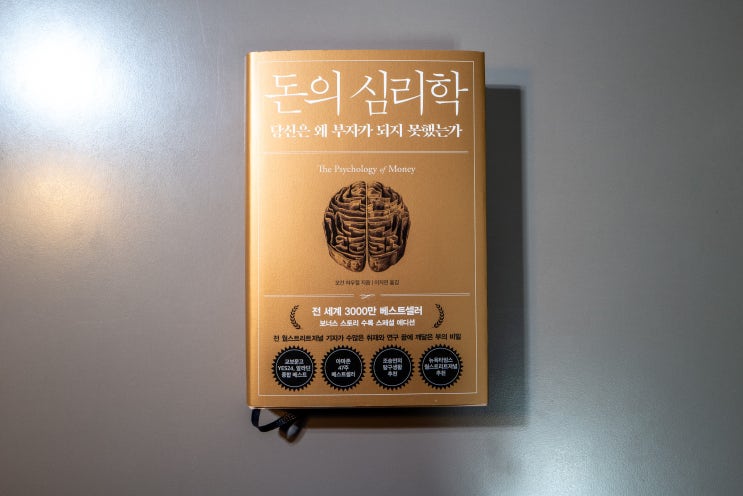 돈의 심리학
당신은 왜 부자가 되지 못했는가
The Psychology of Money
모건 하우절 지음 | 이지연 옮김
전 세계 3000만 베스트셀러
보너스 스토리 수록 스페셜 에디션
전 월스트리트저널 기자가 수많은 취재와 연구 끝에 깨달은 부의 비밀
교보문고
YES24, 알라딘
종합 베스트
아마존
47주
베스트셀러
조승연의
탐구생활
추천
뉴욕타임스
월스트리트저널
추천